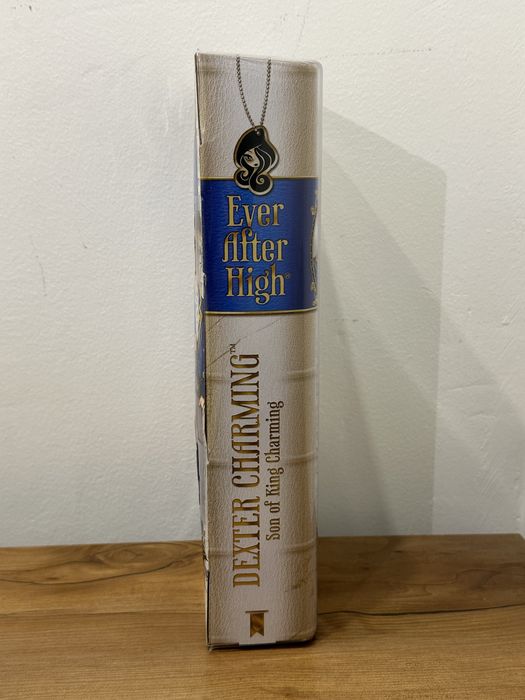 Ever
After
High®
DEXTER CHARMING™
Son of King Charming